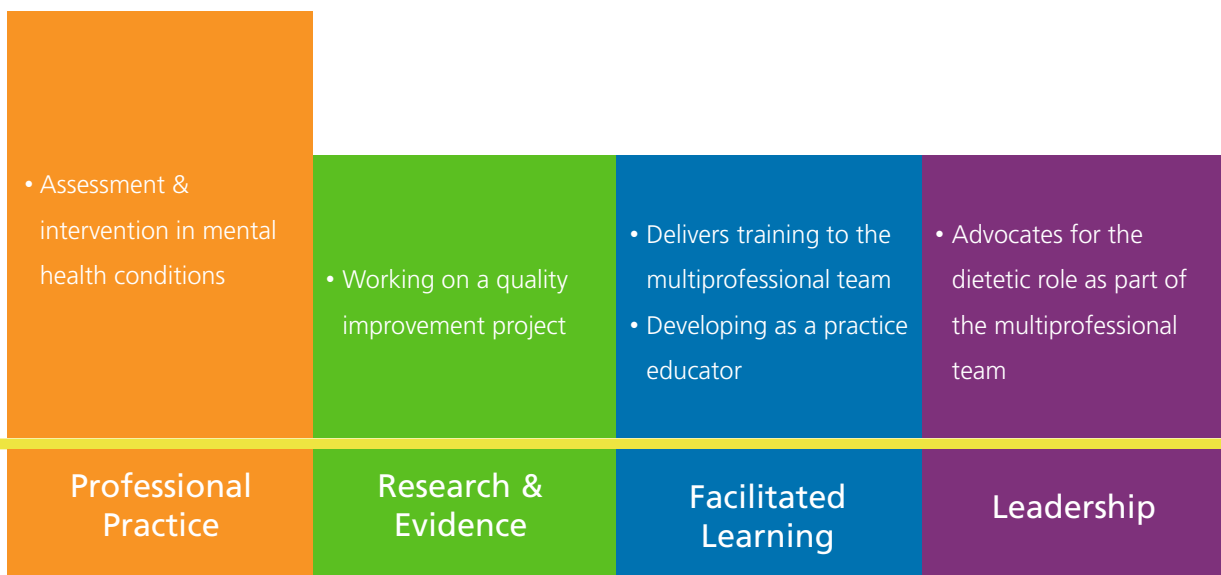 • Assessment &
intervention in mental
health conditions
• Working on a quality
improvement project
• Delivers training to the
multiprofessional team
• Developing as a practice
educator
• Advocates for the
dietetic role as part of
the multiprofessional
team
Professional
Practice
Research &
Evidence
Facilitated
Learning
Leadership